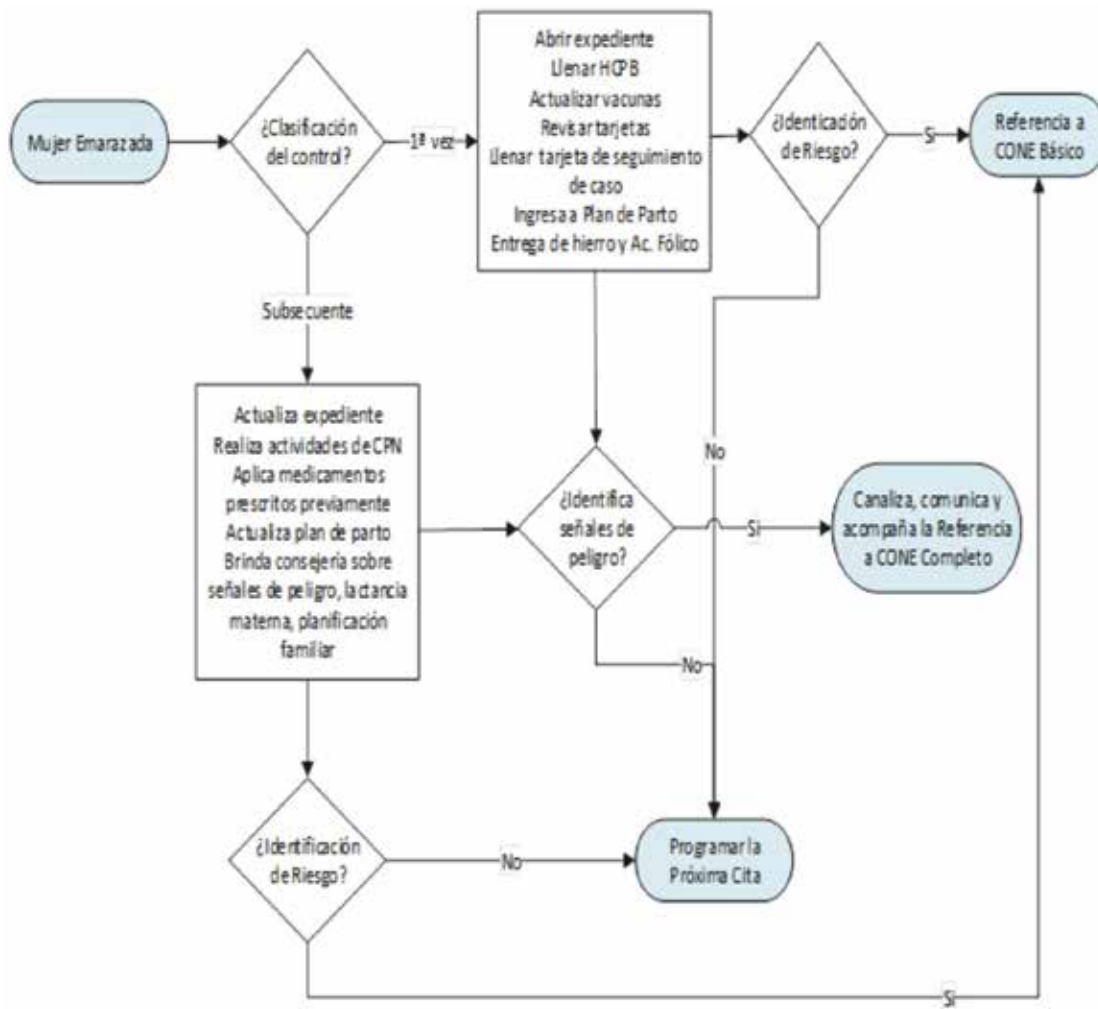 Mujer Emarazada
¿Clasificación
del control?
1ª vez
Abrir expediente
Llenar HCPB
Actualizar vacunas
Revisar tarjetas
Llenar tarjeta de seguimiento
de caso
Ingresa a Plan de Parto
Entrega de hierro y Ac. Fólico
¿Identicación
de Riesgo?
Si
Referencia a
CONE Básico
Subsecuente
No
Actualiza expediente
Realiza actividades de CPN
Aplica medicamentos
prescritos previamente
Actualiza plan de parto
Brinda consejería sobre
señales de peligro, lactancia
materna, planificación
familiar
¿Identifica
señales de
peligro?
Si
Canaliza, comunica y
acompaña la Referencia
a CONE Completo
No
¿Identificación
de Riesgo?
No
Programar la
Próxima Cita
Si